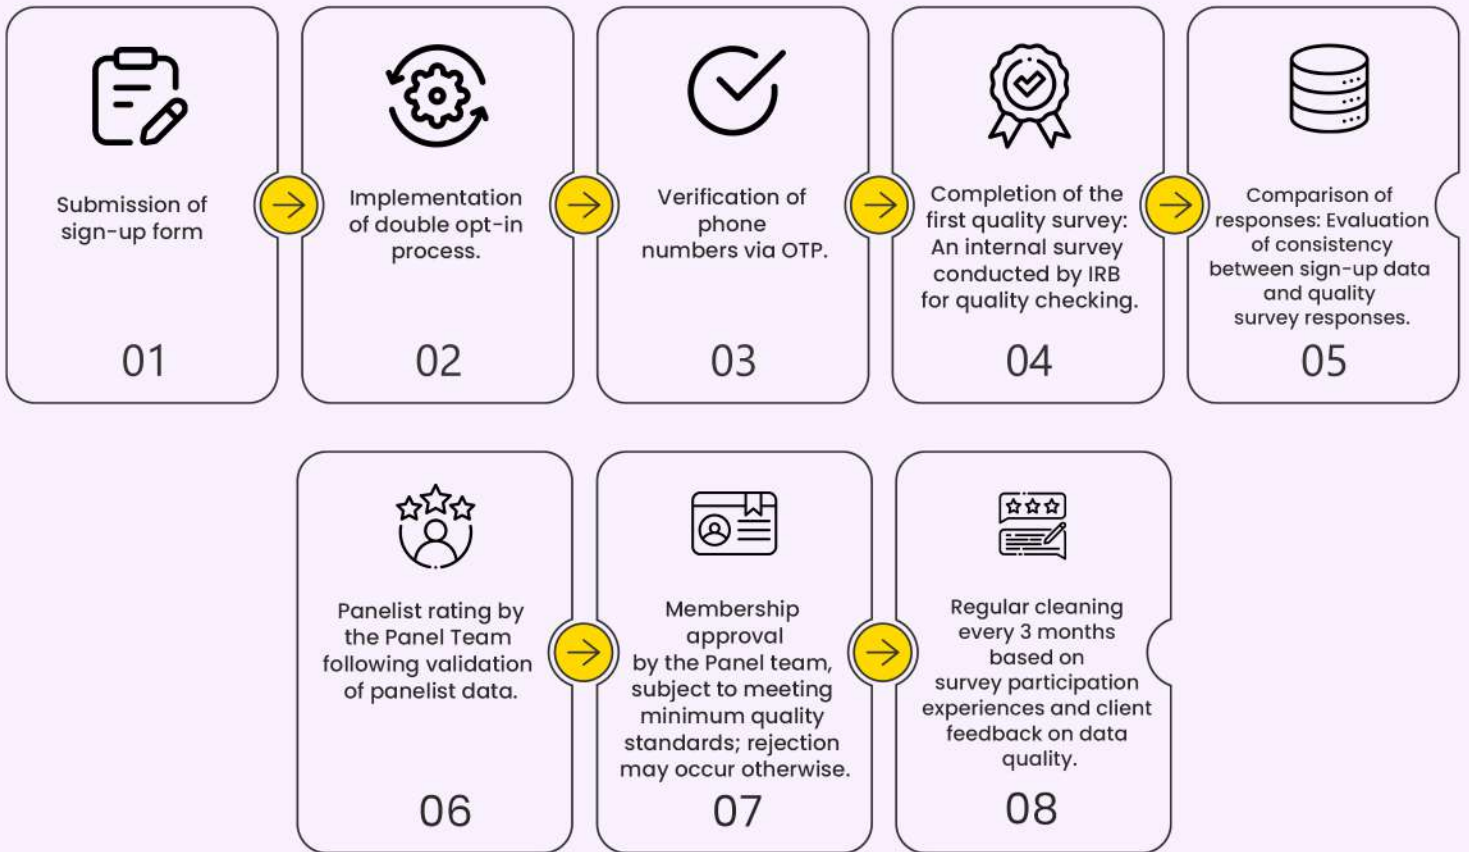 Submission of
sign-up form
01
Implementation
of double opt-in
process.
02
Verification of
phone
numbers via OTP.
03
Completion of the
first quality survey:
An internal survey
conducted by IRB
for quality checking.
04
Comparison of
responses: Evaluation
of consistency
between sign-up data
and quality
survey responses.
05
Panelist rating by
the Panel Team
following validation
of panelist data.
06
Membership
approval
by the Panel team,
subject to meeting
minimum quality
standards; rejection
may occur otherwise.
07
Regular cleaning
every 3 months
based on
survey participation
experiences and client
feedback on data
quality.
08